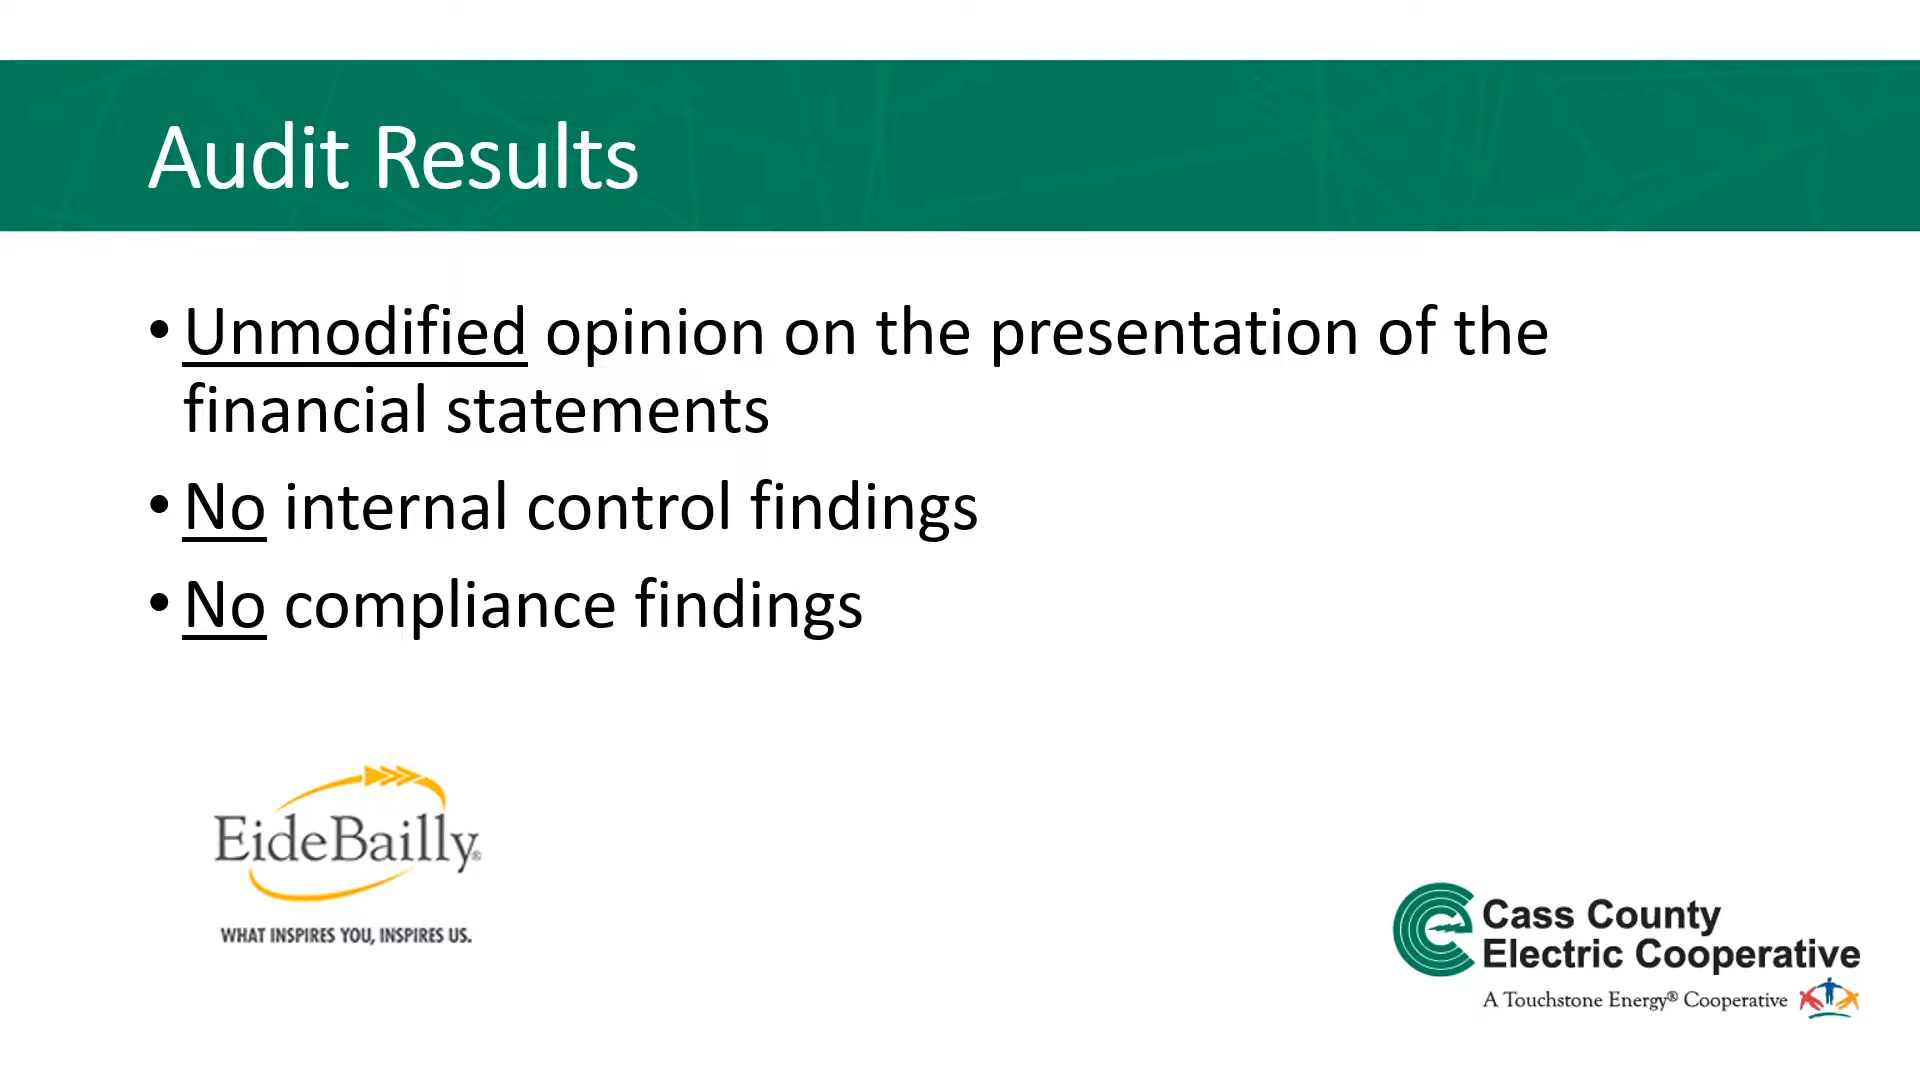 Audit Results
• Unmodified opinion on the presentation of the
financial statements
• No internal control findings
• No compliance findings
EideBailly®
WHAT INSPIRES YOU, INSPIRES US.
Cass County
Electric Cooperative
A Touchstone Energy® Cooperative